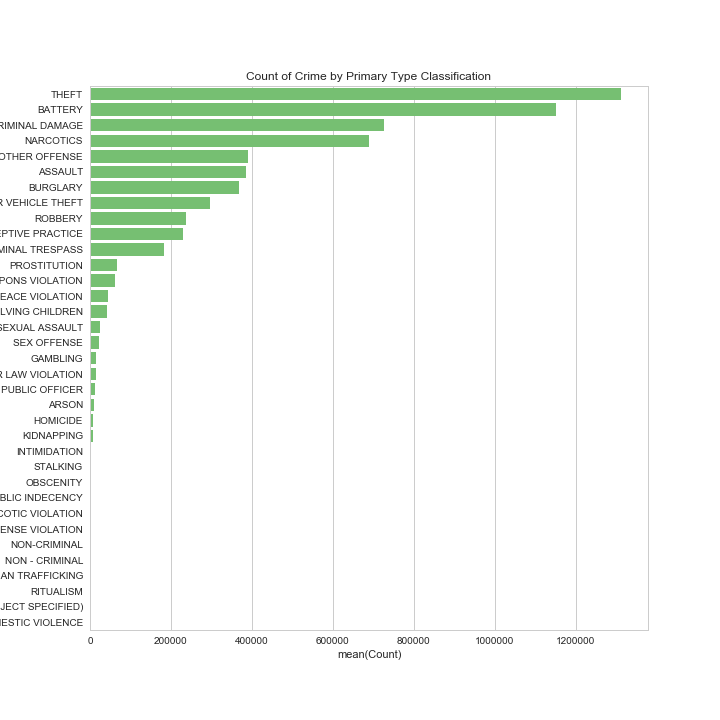 Count of Crime by Primary Type Classification
THEFT
BATTERY
RIMINAL DAMAGE
NARCOTICS
OTHER OFFENSE
ASSAULT
BURGLARY
R VEHICLE THEFT
ROBBERY
EPTIVE PRACTICE
MINAL TRESPASS
PROSTITUTION
PONS VIOLATION
EACE VIOLATION
LVING CHILDREN
SEXUAL ASSAULT
SEX OFFENSE
GAMBLING
R LAW VIOLATION
PUBLIC OFFICER
ARSON
HOMICIDE
KIDNAPPING
INTIMIDATION
STALKING
OBSCENITY
BLIC INDECENCY
COTIC VIOLATION
ENSE VIOLATION
NON-CRIMINAL
NON - CRIMINAL
AN TRAFFICKING
RITUALISM
JECT SPECIFIED)
MESTIC VIOLENCE
0 200000 400000 600000 800000 1000000 1200000
mean(Count)